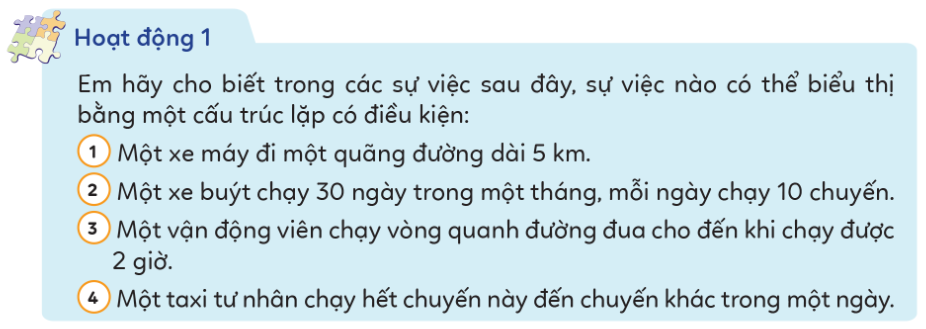 Hoạt động 1
Em hãy cho biết trong các sự việc sau đây, sự việc nào có thể biểu thị
bằng một cấu trúc lặp có điều kiện:
1 Một xe máy đi một quãng đường dài 5 km.
2 Một xe buýt chạy 30 ngày trong một tháng, mỗi ngày chạy 10 chuyến.
3 Một vận động viên chạy vòng quanh đường đua cho đến khi chạy được
2 giờ.
4 Một taxi tư nhân chạy hết chuyến này đến chuyến khác trong một ngày.